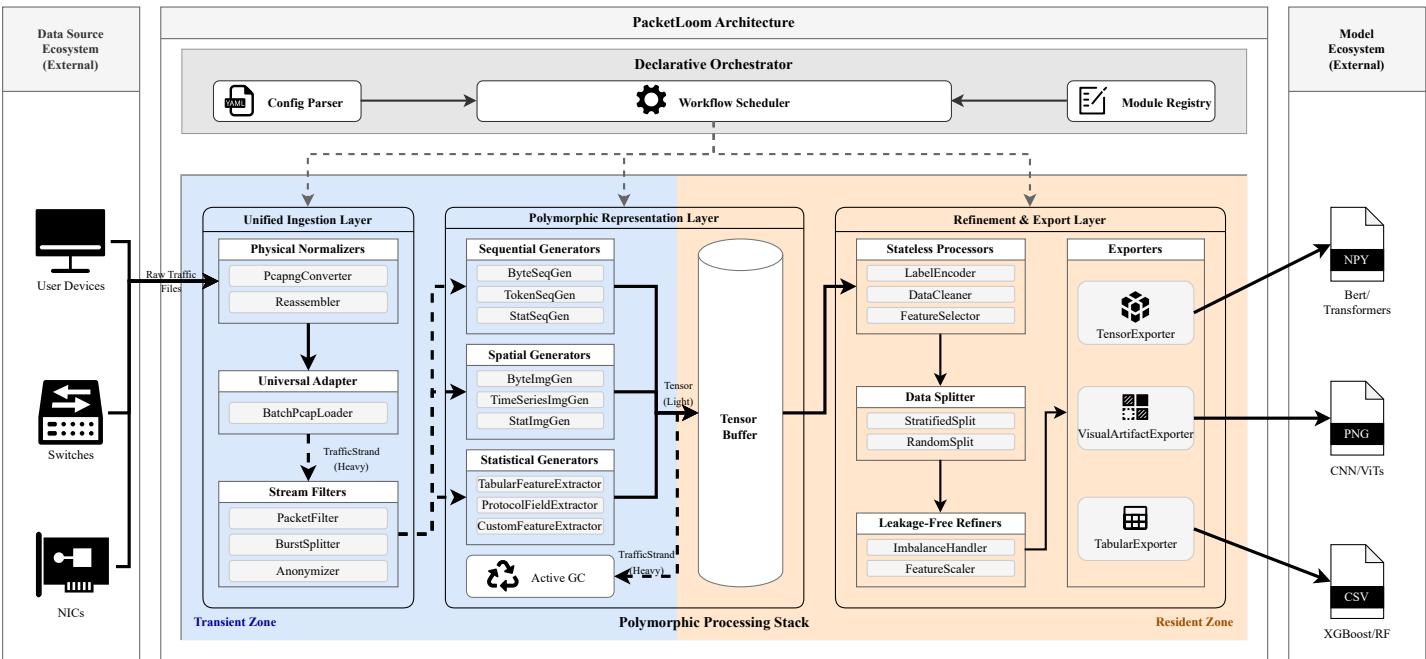 Data Source
Ecosystem
(External)
User Devices
Switches
NICs
Raw Traffic
Files
PacketLoom Architecture
Declarative Orchestrator
YAML
Config Parser
Workflow Scheduler
Module Registry
Unified Ingestion Layer
Physical Normalizers
PcapngConverter
Reassembler
Universal Adapter
BatchPcapLoader
TrafficStrand
(Heavy)
Stream Filters
PacketFilter
BurstSplitter
Anonymizer
Transient Zone
Polymorphic Representation Layer
Sequential Generators
ByteSeqGen
TokenSeqGen
StatSeqGen
Spatial Generators
ByteImgGen
TimeSeriesImgGen
StatImgGen
Statistical Generators
TabularFeatureExtractor
ProtocolFieldExtractor
CustomFeatureExtractor
Active GC
TrafficStrand
(Heavy)
Tensor
(Light)
Tensor
Buffer
Polymorphic Processing Stack
Refinement & Export Layer
Stateless Processors
LabelEncoder
DataCleaner
FeatureSelector
Data Splitter
StratifiedSplit
RandomSplit
Leakage-Free Refiners
ImbalanceHandler
FeatureScaler
Exporters
TensorExporter
VisualArtifactExporter
TabularExporter
Resident Zone
Model
Ecosystem
(External)
NPY
Bert/
Transformers
PNG
CNN/ViTs
CSV
XGBoost/RF